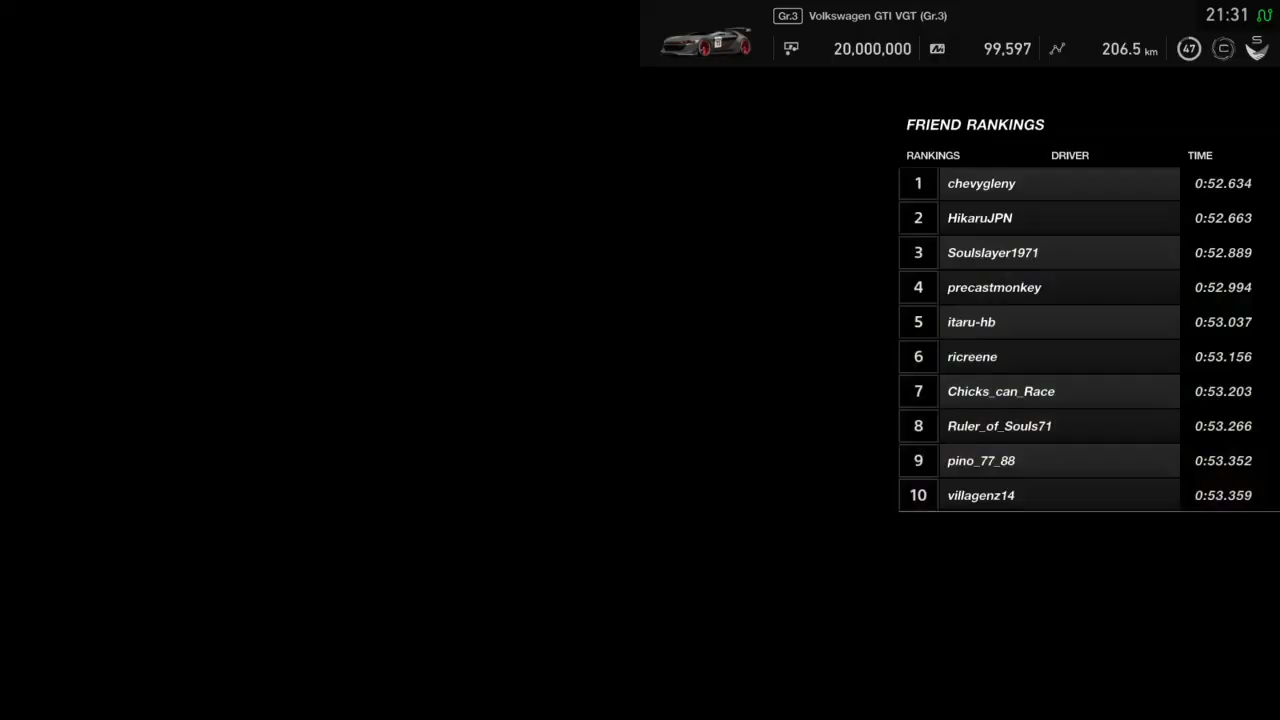 Gr.3 Volkswagen GTI VGT (Gr.3) 21:31
20,000,000 99,597 206.5 km 47 C S
FRIEND RANKINGS
RANKINGS DRIVER TIME
1 chevygleny 0:52.634
2 HikaruJPN 0:52.663
3 Soulslayer1971 0:52.889
4 precastmonkey 0:52.994
5 itaru-hb 0:53.037
6 ricreene 0:53.156
7 Chicks_can_Race 0:53.203
8 Ruler_of_Souls71 0:53.266
9 pino_77_88 0:53.352
10 villagenz14 0:53.359